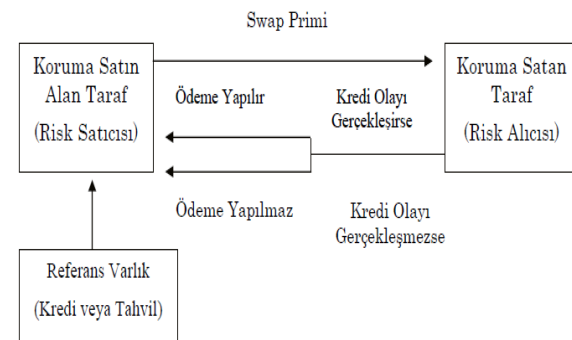 Swap Primi
Koruma Satın
Alan Taraf
(Risk Satıcısı)
Ödeme Yapılır
Kredi Olayı
Gerçekleşirse
Koruma Satan
Taraf
(Risk Alıcısı)
Ödeme Yapılmaz
Kredi Olayı
Gerçekleşmezse
Referans Varlık
(Kredi veya Tahvil)